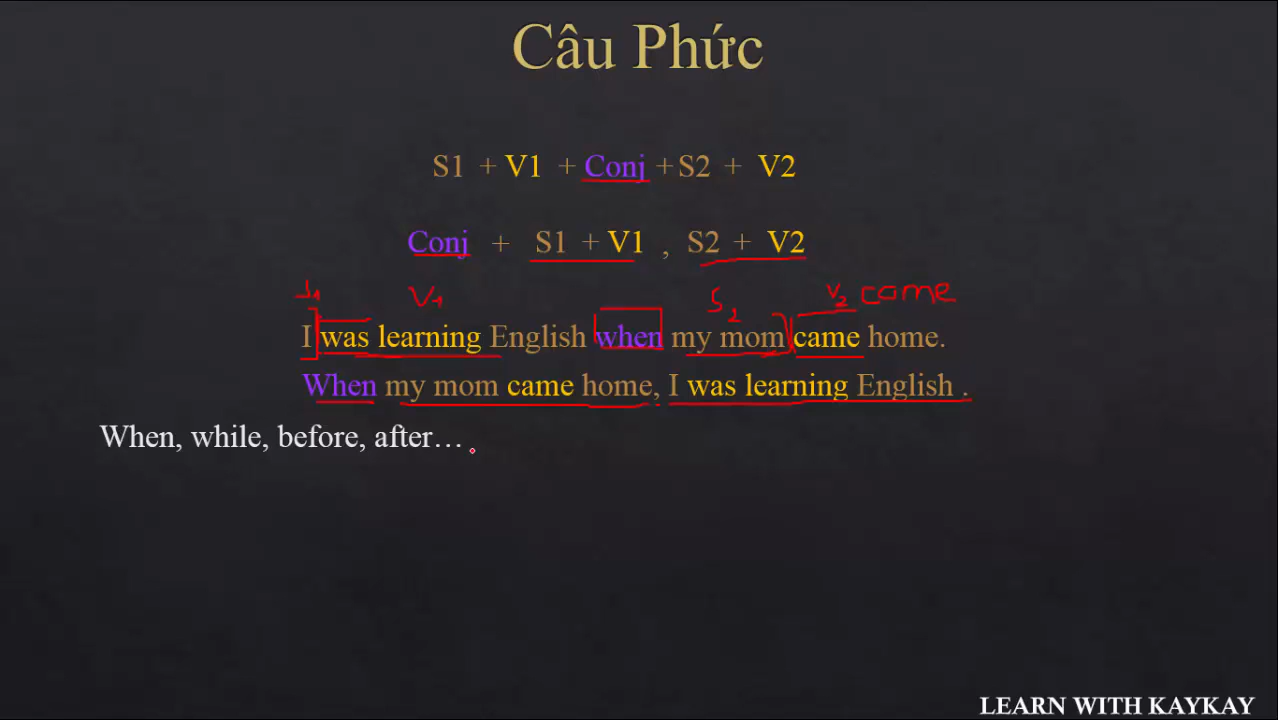 Câu Phức
S1 + V1 + Conj + S2 + V2
Conj + S1 + V1 , S2 + V2
S1 V1 S2 V2 came
I was learning English when my mom came home.
When my mom came home, I was learning English .
When, while, before, after…
LEARN WITH KAYKAY